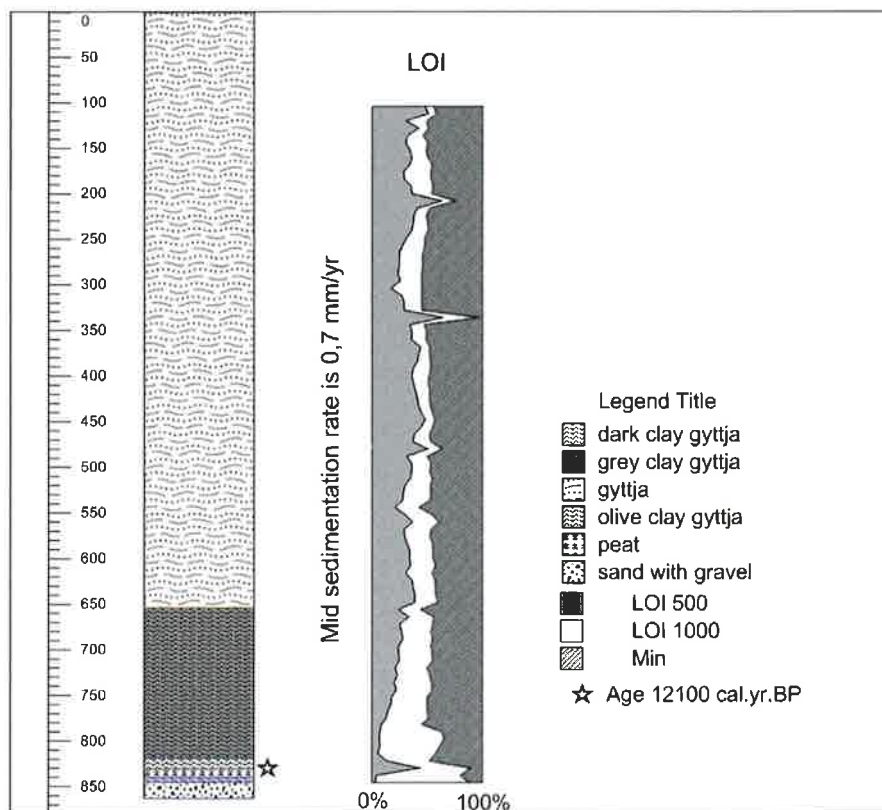 0
50
100
150
200
250
300
350
400
450
500
550
600
650
700
750
800
850
Mid sedimentation rate is 0,7 mm/yr
LOI
0%
100%
Legend Title
dark clay gyttja
grey clay gyttja
gyttja
olive clay gyttja
peat
sand with gravel
LOI 500
LOI 1000
Min
Age 12100 cal.yr.BP